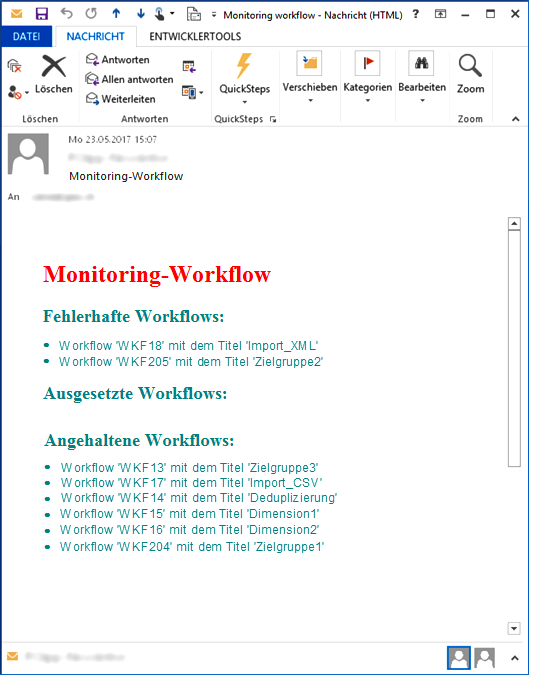 Monitoring workflow - Nachricht (HTML)
DATEI NACHRICHT ENTWICKLERTOOLS
Löschen
Antworten
Allen antworten
Weiterleiten
QuickSteps
Verschieben
Kategorien
Bearbeiten
Zoom
Löschen Antworten QuickSteps Zoom
Mo 23.05.2017 15:07
Monitoring-Workflow
An
Monitoring-Workflow
Fehlerhafte Workflows:
• Workflow 'WKF18' mit dem Titel 'Import_XML'
• Workflow 'WKF205' mit dem Titel 'Zielgruppe2'
Ausgesetzte Workflows:
Angehaltene Workflows:
• Workflow 'WKF13' mit dem Titel 'Zielgruppe3'
• Workflow 'WKF17' mit dem Titel 'Import_CSV'
• Workflow 'WKF14' mit dem Titel 'Deduplizierung'
• Workflow 'WKF15' mit dem Titel 'Dimension1'
• Workflow 'WKF16' mit dem Titel 'Dimension2'
• Workflow 'WKF204' mit dem Titel 'Zielgruppe1'